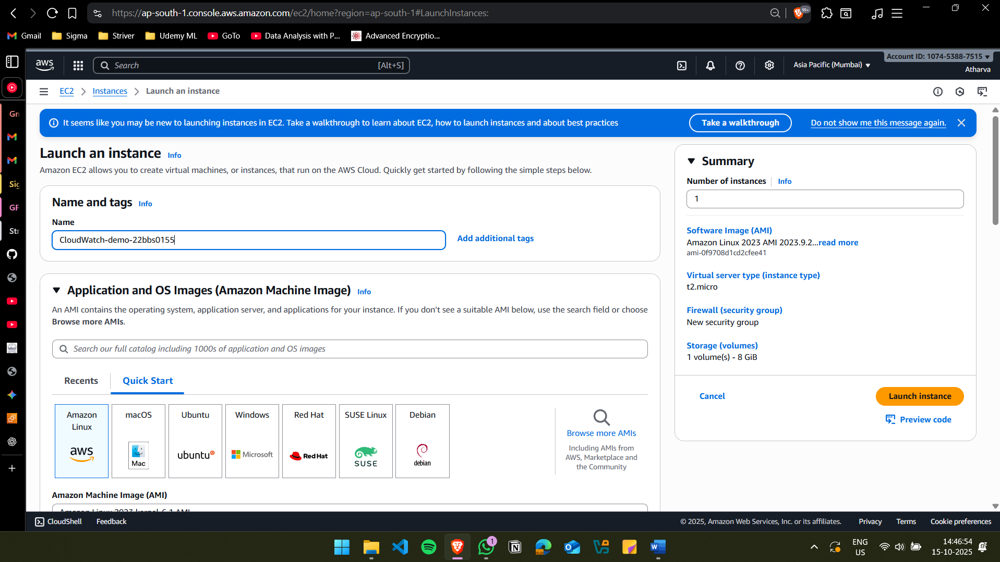 https://ap-south-1.console.aws.amazon.com/ec2/home?region=ap-south-1#LaunchInstances:
99+
Gmail
Sigma
Striver
Udemy ML
GoTo
Data Analysis with P...
Advanced Encryptio...
aws
Search
[Alt+S]
Asia Pacific (Mumbai)
Account ID: 1074-5388-7515
Atharva
EC2
Instances
Launch an instance
Gm
Sig
GF
Str
It seems like you may be new to launching instances in EC2. Take a walkthrough to learn about EC2, how to launch instances and about best practices
Take a walkthrough
Do not show me this message again.
Launch an instance Info
Amazon EC2 allows you to create virtual machines, or instances, that run on the AWS Cloud. Quickly get started by following the simple steps below.
Name and tags Info
Name
CloudWatch-demo-22bbs0155
Add additional tags
Application and OS Images (Amazon Machine Image) Info
An AMI contains the operating system, application server, and applications for your instance. If you don't see a suitable AMI below, use the search field or choose
Browse more AMIs.
Search our full catalog including 1000s of application and OS images
Recents
Quick Start
Amazon
Linux
aws
macOS
Mac
Ubuntu
ubuntu
Windows
Microsoft
Red Hat
Red Hat
SUSE Linux
SUSE
Debian
debian
Browse more AMIs
Including AMIs from
AWS, Marketplace and
the Community
Amazon Machine Image (AMI)
Amazon Linux 2023 kernel-6.1 AMI
Summary
Number of instances
Info
1
Software Image (AMI)
Amazon Linux 2023 AMI 2023.9.2...read more
ami-0f9708d1cd2cfee41
Virtual server type (instance type)
t2.micro
Firewall (security group)
New security group
Storage (volumes)
1 volume(s) - 8 GiB
Cancel
Launch instance
Preview code
CloudShell
Feedback
© 2025, Amazon Web Services, Inc. or its affiliates.
Privacy
Terms
Cookie preferences
1
W
ENG
US
14:46:54
15-10-2025